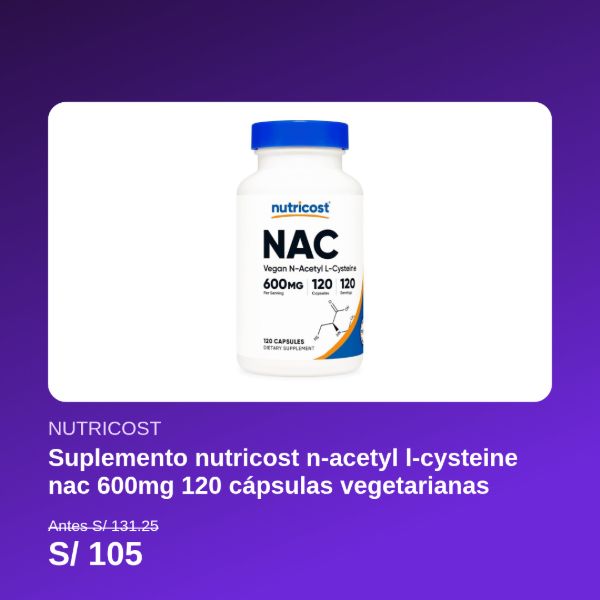 nutricost
NAC
Vegan N-Acetyl L-Cysteine
600MG 120 120
Per Serving Capsules Servings
120 CAPSULES
DIETARY SUPPLEMENT
NUTRICOST
Suplemento nutricost n-acetyl l-cysteine
nac 600mg 120 cápsulas vegetarianas
Antes S/ 131.25
S/ 105